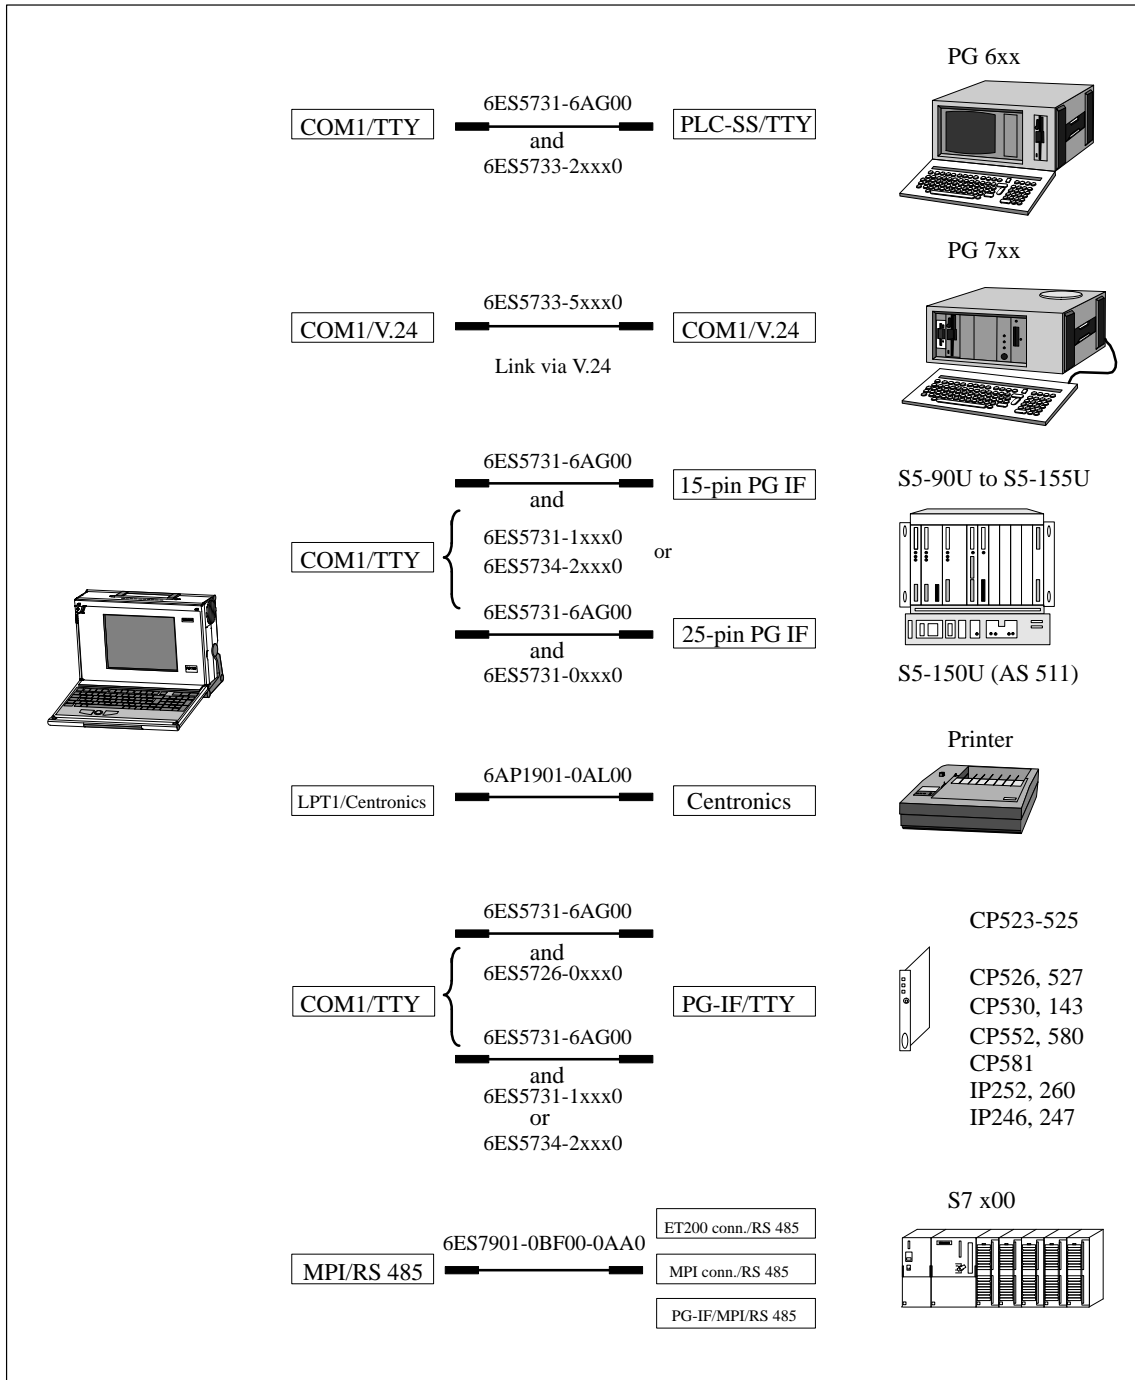 PG 6xx
6ES5731-6AG00
COM1/TTY
PLC-SS/TTY
and
6ES5733-2xxx0
PG 7xx
6ES5733-5xxx0
COM1/V.24
COM1/V.24
Link via V.24
6ES5731-6AG00
15-pin PG IF
S5-90U to S5-155U
and
6ES5731-1xxx0
or
COM1/TTY
6ES5734-2xxx0
6ES5731-6AG00
25-pin PG IF
and
6ES5731-0xxx0
S5-150U (AS 511)
Printer
6AP1901-0AL00
LPT1/Centronics
Centronics
6ES5731-6AG00
CP523-525
and
6ES5726-0xxx0
CP526, 527
COM1/TTY
PG-IF/TTY
CP530, 143
6ES5731-6AG00
CP552, 580
CP581
and
6ES5731-1xxx0
IP252, 260
or
IP246, 247
6ES5734-2xxx0
S7 x00
ET200 conn./RS 485
6ES7901-0BF00-0AA0
MPI/RS 485
MPI conn./RS 485
PG-IF/MPI/RS 485